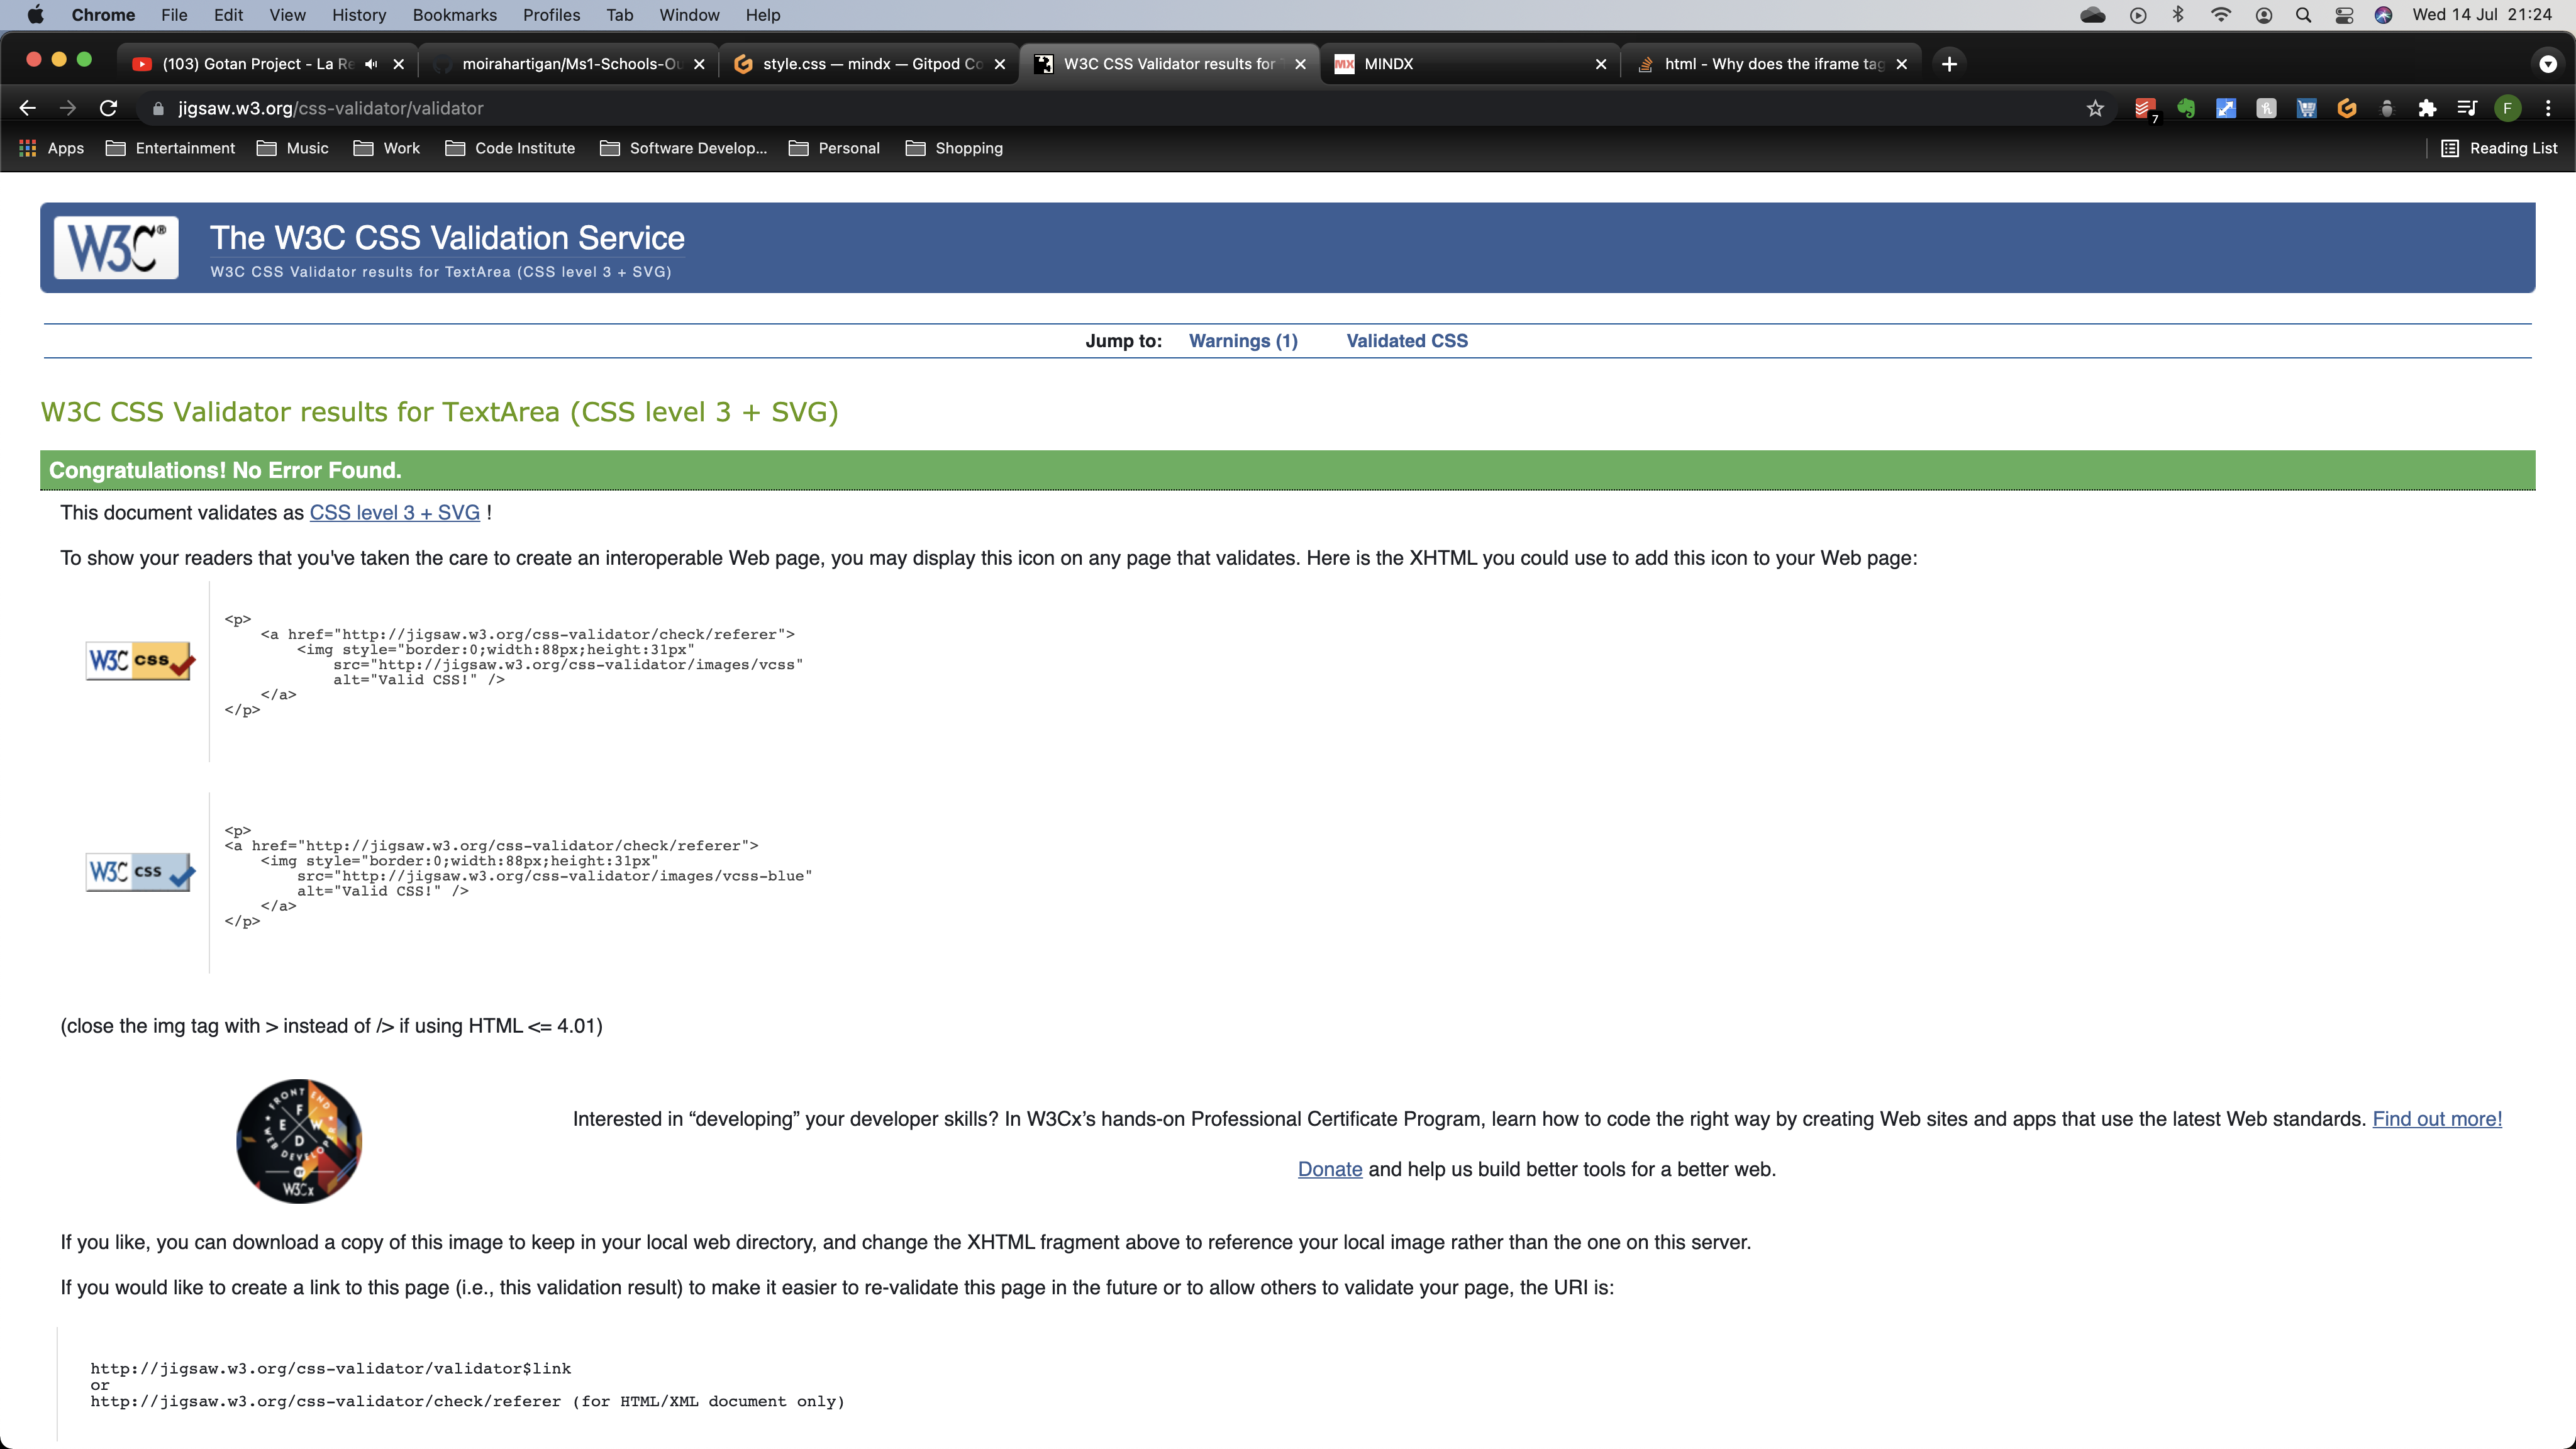 Chrome File Edit View History Bookmarks Profiles Tab Window Help Wed 14 Jul 21:24
(103) Gotan Project - La Re moirahartigan/Ms1-Schools-Ou style.css — mindx — Gitpod Co W3C CSS Validator results for MX MINDX html - Why does the iframe tag
jigsaw.w3.org/css-validator/validator 7 F
Apps Entertainment Music Work Code Institute Software Develop... Personal Shopping Reading List
W3C® The W3C CSS Validation Service
W3C CSS Validator results for TextArea (CSS level 3 + SVG)
Jump to: Warnings (1) Validated CSS
W3C CSS Validator results for TextArea (CSS level 3 + SVG)
Congratulations! No Error Found.
This document validates as CSS level 3 + SVG !
To show your readers that you've taken the care to create an interoperable Web page, you may display this icon on any page that validates. Here is the XHTML you could use to add this icon to your Web page:
<p>
<a href="http://jigsaw.w3.org/css-validator/check/referer">
<img style="border:0;width:88px;height:31px"
W3C css
src="http://jigsaw.w3.org/css-validator/images/vcss"
alt="Valid CSS!" />
</a>
</p>
<p>
<a href="http://jigsaw.w3.org/css-validator/check/referer">
<img style="border:0;width:88px;height:31px"
W3C css
src="http://jigsaw.w3.org/css-validator/images/vcss-blue"
alt="Valid CSS!" />
</a>
</p>
(close the img tag with > instead of /> if using HTML <= 4.01)
FRONT END
F E W D
WEB DEVELOPER
BY
W3Cx
Interested in “developing” your developer skills? In W3Cx’s hands-on Professional Certificate Program, learn how to code the right way by creating Web sites and apps that use the latest Web standards. Find out more!
Donate and help us build better tools for a better web.
If you like, you can download a copy of this image to keep in your local web directory, and change the XHTML fragment above to reference your local image rather than the one on this server.
If you would like to create a link to this page (i.e., this validation result) to make it easier to re-validate this page in the future or to allow others to validate your page, the URI is:
http://jigsaw.w3.org/css-validator/validator$link
or
http://jigsaw.w3.org/css-validator/check/referer (for HTML/XML document only)